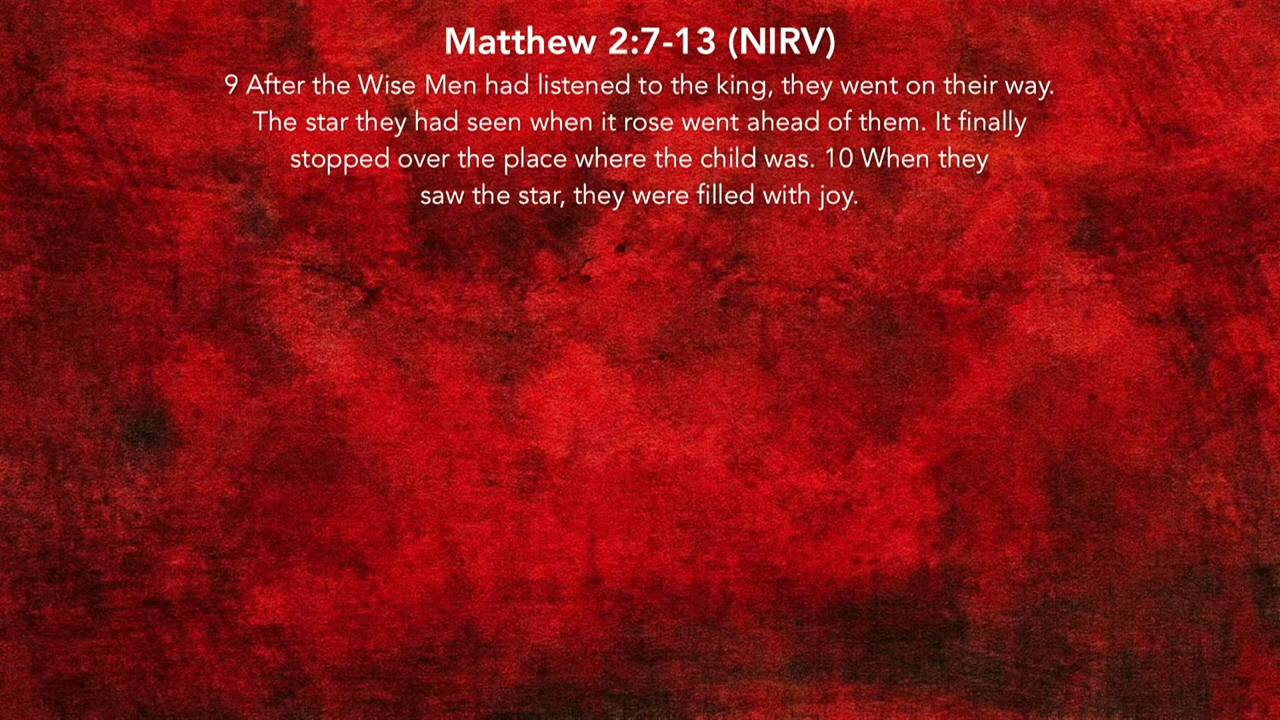 Matthew 2:7-13 (NIRV)
9 After the Wise Men had listened to the king, they went on their way.
The star they had seen when it rose went ahead of them. It finally
stopped over the place where the child was. 10 When they
saw the star, they were filled with joy.